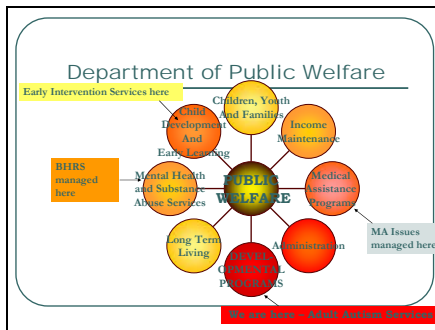 Department of Public Welfare
Early Intervention Services here
Children, Youth
And Families
Child
Development
And
Early Learning
Income
Maintenance
BHRS
managed
here
Mental Health
and Substance
Abuse Services
PUBLIC
WELFARE
Medical
Assistance
Programs
MA Issues
managed here
Long Term
Living
Administration
DEVEL
OPMENTAL
PROGRAMS
We are here - Adult Autism Services